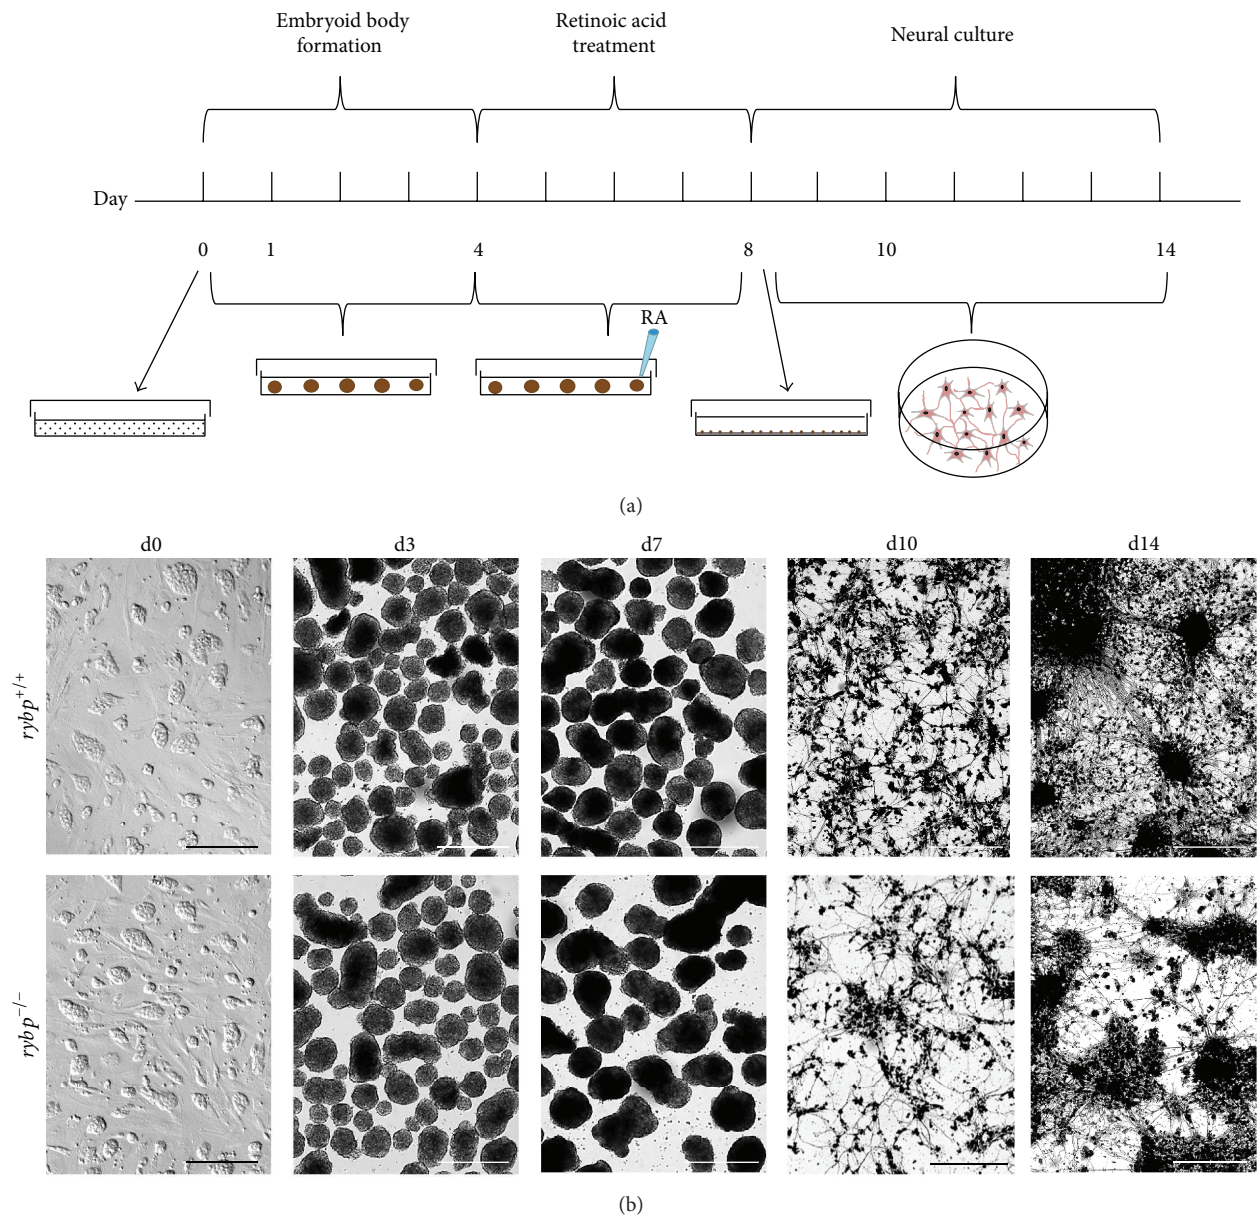 Embryoid body
formation
Retinoic acid
treatment
Neural culture
Day
0 1 4 8 10 14
RA
(a)
d0 d3 d7 d10 d14
rybp+/+
rybp−/−
(b)